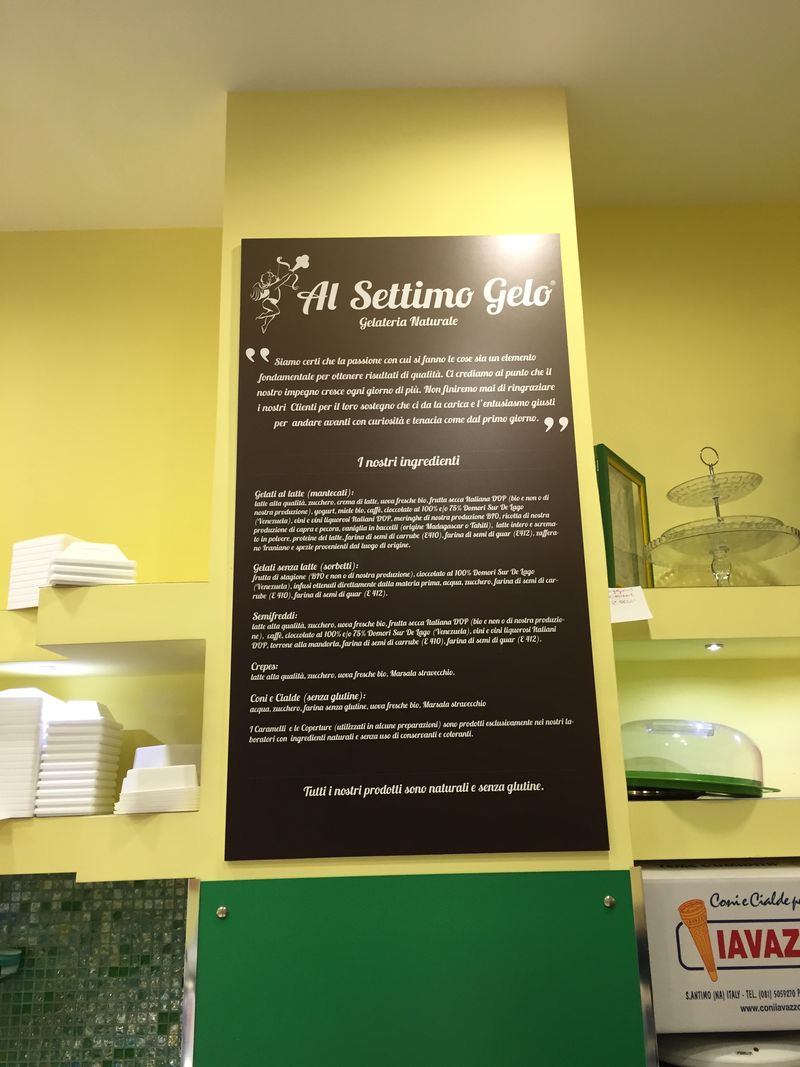 Al Settimo Gelo®
Gelateria Naturale
❜❜ Siamo certi che la passione con cui si fanno le cose sia un elemento
fondamentale per ottenere risultati di qualità. Ci crediamo al punto che il
nostro impegno cresce ogni giorno di più. Non finiremo mai di ringraziare
i nostri Clienti per il loro sostegno che ci da la carica e l'entusiasmo giusti
per andare avanti con curiosità e tenacia come dal primo giorno. ❜❜
I nostri ingredienti
Gelati al latte (mantecati):
latte alta qualità, zucchero, crema di latte, uova fresche bio, frutta secca Italiana DOP (bio e non o di
nostra produzione), yogurt, miele bio, caffè, cioccolato al 100% e/o 75% Domori Sur De Lago
(Venezuela), vini e vini liquorosi Italiani DOP, meringhe di nostra produzione BIO, ricotta di nostra
produzione di capra e pecora, vaniglia in baccelli (origine Madagascar o Tahiti), latte intero e screma-
to in polvere, proteine del latte, farina di semi di carrube (E410), farina di semi di guar (E412), zaffera-
no Iraniano e spezie provenienti dal luogo di origine.
Gelati senza latte (sorbetti):
frutta di stagione (BIO e non o di nostra produzione), cioccolato al 100% Domori Sur De Lago
(Venezuela), infusi ottenuti direttamente dalla materia prima, acqua, zucchero, farina di semi di car-
rube (E 410), farina di semi di guar (E 412).
Semifreddi:
latte alta qualità, zucchero, uova fresche bio, frutta secca Italiana DOP (bio e non o di nostra produzio-
ne), caffè, cioccolato al 100% e/o 75% Domori Sur De Lago (Venezuela), vini e vini liquorosi Italiani
DOP, torrone alla mandorla, farina di semi di carrube (E 410), farina di semi di guar (E 412).
Crepes:
latte alta qualità, zucchero, uova fresche bio, Marsala stravecchio.
Coni e Cialde (senza glutine):
acqua, zucchero, farina senza glutine, uova fresche bio, Marsala stravecchio
I Caramelli e le Coperture (utilizzati in alcune preparazioni) sono prodotti esclusivamente nei nostri la-
boratori con ingredienti naturali e senza uso di conservanti e coloranti.
Tutti i nostri prodotti sono naturali e senza glutine.
Coni e Cialde p
IAVAZ
S.ANTIMO (NA) ITALY - TEL. (081) 5059270
www.coniiavazzo